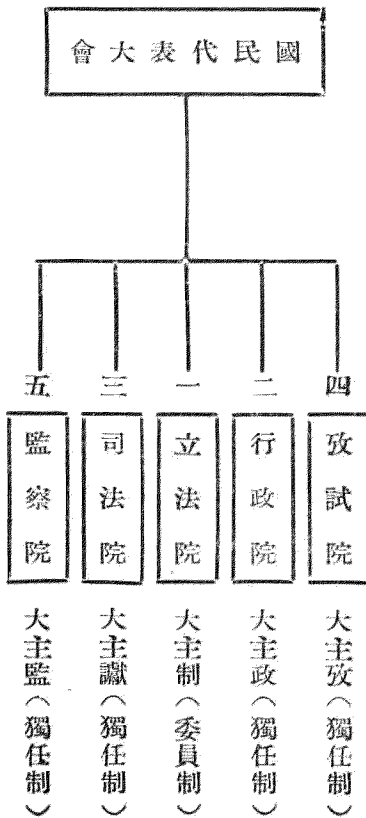 國民代表大會
四
攷試院
大主攷(獨任制)
二
行政院
大主政(獨任制)
一
立法院
大主制(委員制)
三
司法院
大主讞(獨任制)
五
監察院
大主監(獨任制)